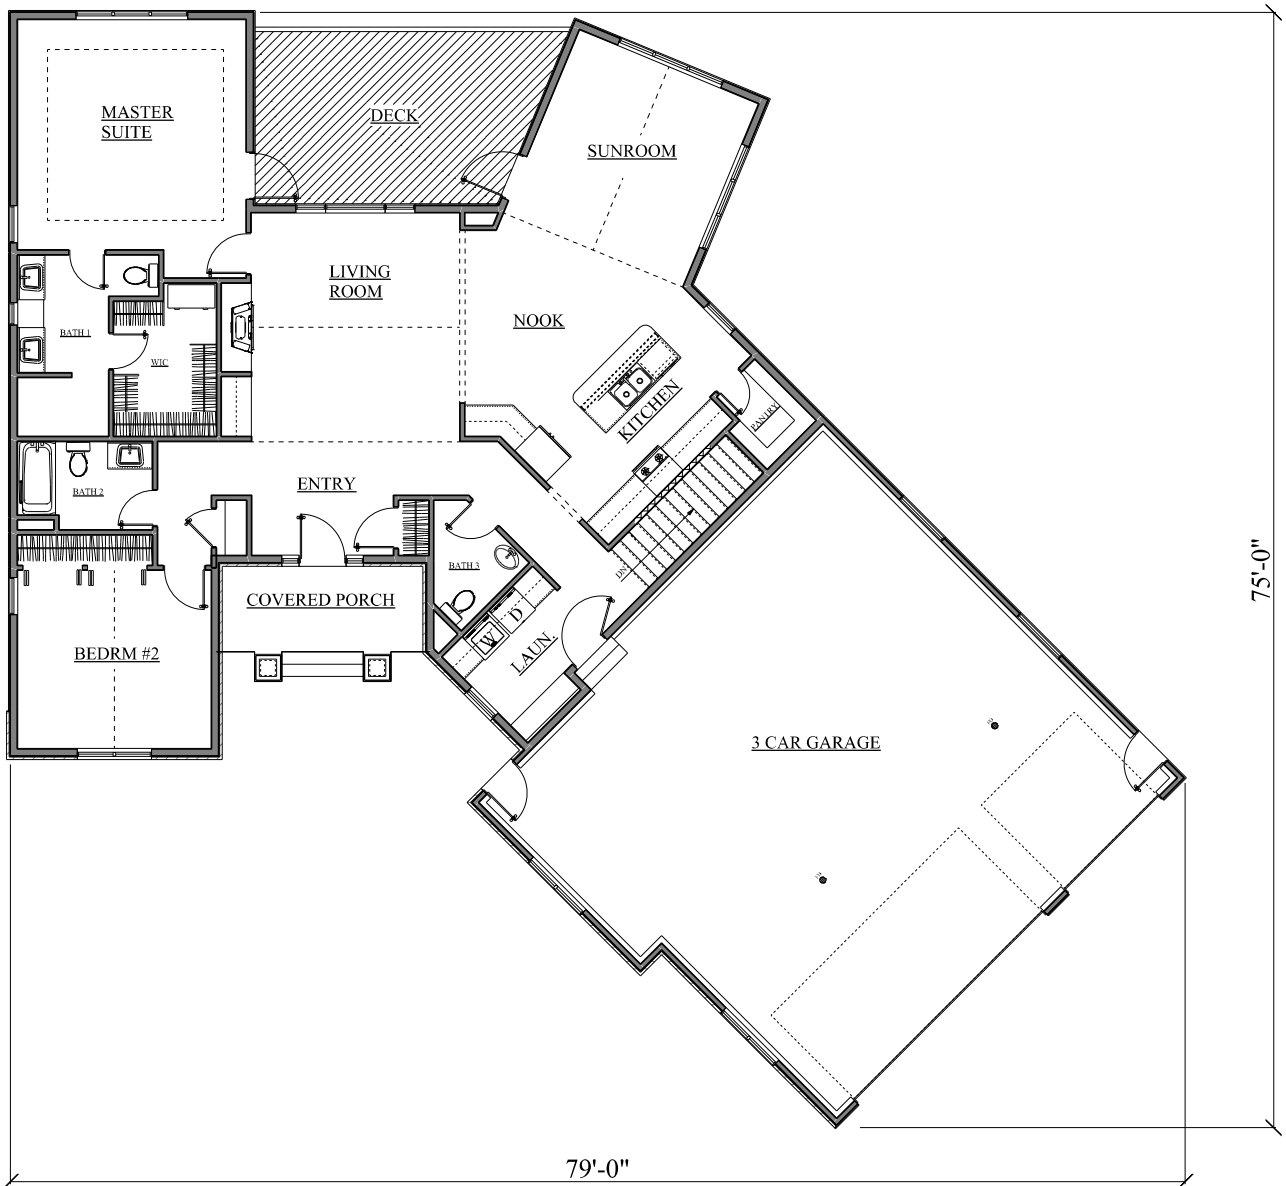 MASTER
SUITE
DECK
SUNROOM
LIVING
ROOM
NOOK
BATH 1
WIC
KITCHEN
PANTRY
BATH 2
ENTRY
DN
BATH 3
COVERED PORCH
W
D
LAUN.
BEDRM #2
3 CAR GARAGE
75'-0"
79'-0"